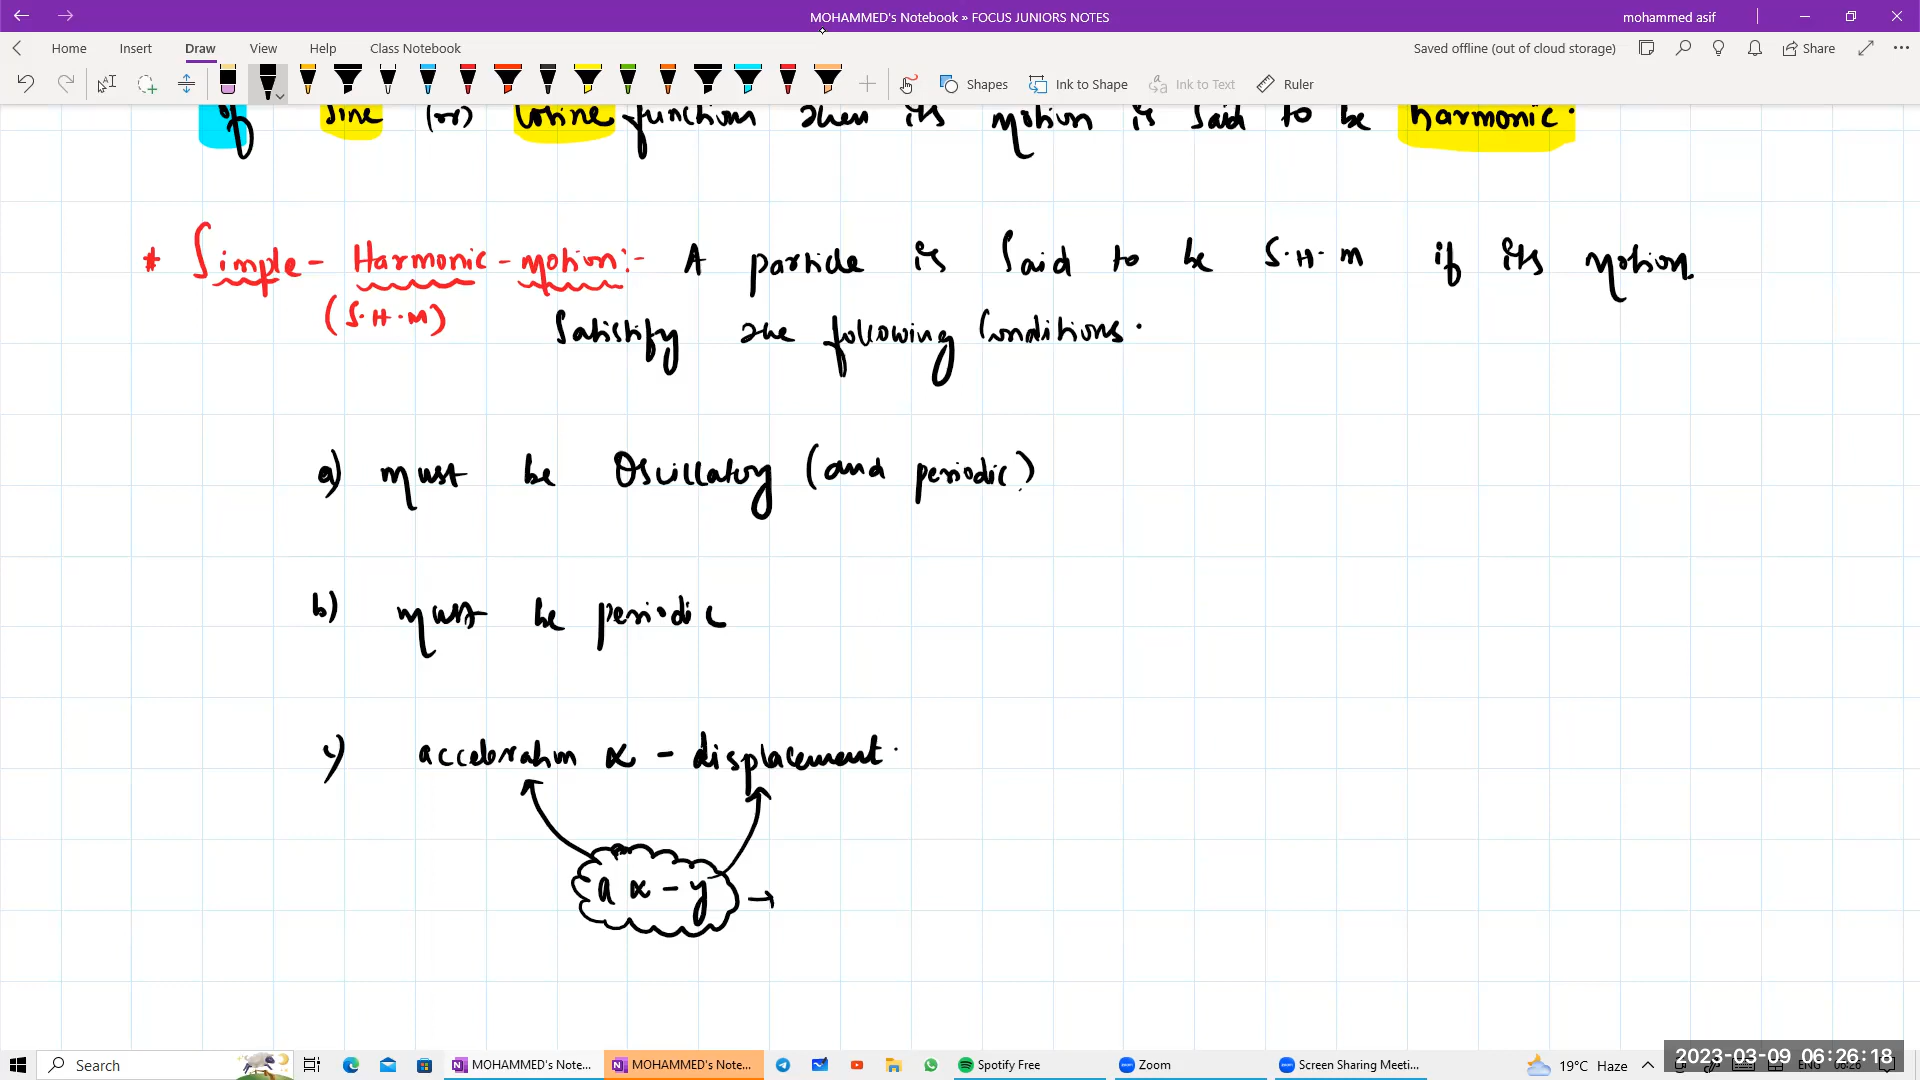 MOHAMMED's Notebook » FOCUS JUNIORS NOTES
mohammed asif
Home Insert Draw View Help Class Notebook
Saved offline (out of cloud storage)
Share
Shapes Ink to Shape Ink to Text Ruler
of sine (or) cosine function then its motion is said to be harmonic.
* Simple - Harmonic - motion :- A particle is said to be S.H.M if its motion
(S.H.M) satistify the following conditions.
a) must be Oscillatory (and periodic)
b) must be periodic
c) acceleration ∝ - displacement.
a ∝ - y →
Search
MOHAMMED's Note...
MOHAMMED's Note...
Spotify Free
Zoom
Screen Sharing Meeti...
19°C Haze
ENG
2023-03-09 06:26:18